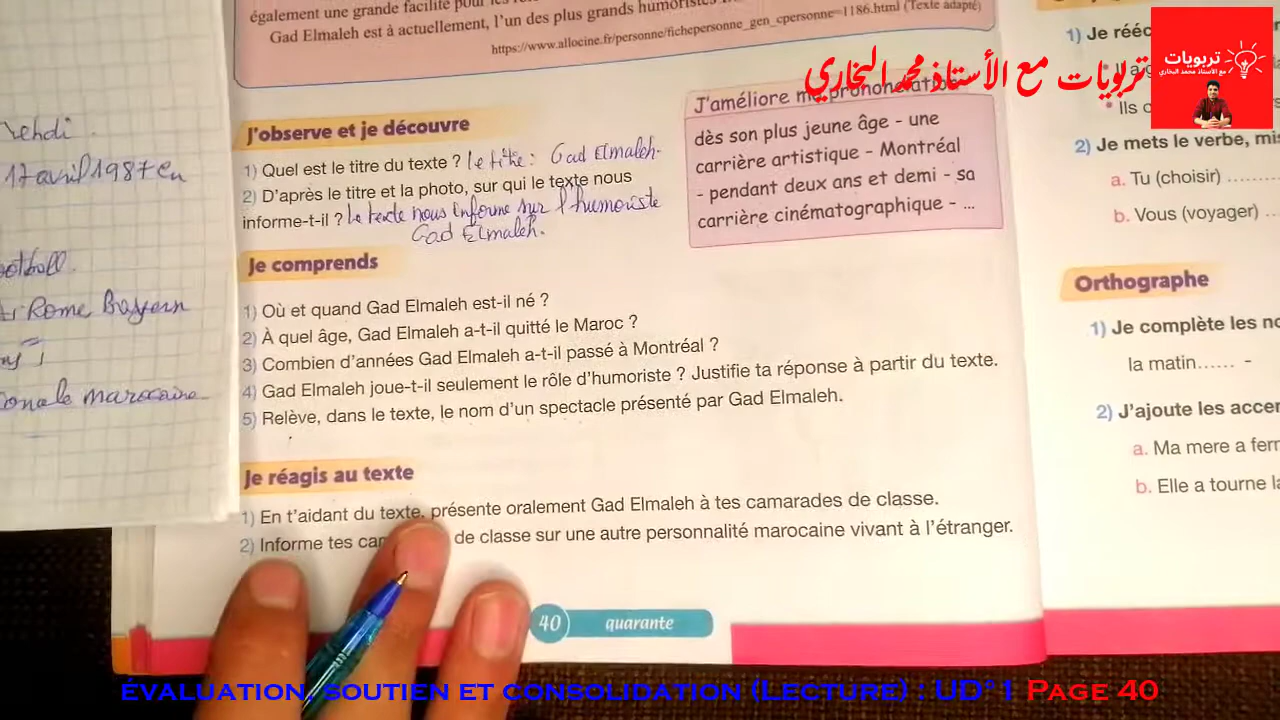 également une grande facilité pour les
Gad Elmaleh est à actuellement, l'un des plus grands humoristes
https://www.allocine.fr/personne/fichepersonne_gen_cpersonne=1186.html (Texte adapté)
تربويات مع الأستاذ محمد البخاري
تربويات
مع الأستاذ محمد البخاري
J'observe et je découvre
1) Quel est le titre du texte ? le titre : Gad Elmaleh.
2) D'après le titre et la photo, sur qui le texte nous
informe-t-il ? Le texte nous informe sur l'humoriste
Gad Elmaleh.
J'améliore ma prononciation
dès son plus jeune âge - une
carrière artistique - Montréal
- pendant deux ans et demi - sa
carrière cinématographique - ...
Je comprends
1) Où et quand Gad Elmaleh est-il né ?
2) À quel âge, Gad Elmaleh a-t-il quitté le Maroc ?
3) Combien d'années Gad Elmaleh a-t-il passé à Montréal ?
4) Gad Elmaleh joue-t-il seulement le rôle d'humoriste ? Justifie ta réponse à partir du texte.
5) Relève, dans le texte, le nom d'un spectacle présenté par Gad Elmaleh.
Je réagis au texte
1) En t'aidant du texte, présente oralement Gad Elmaleh à tes camarades de classe.
2) Informe tes de classe sur une autre personnalité marocaine vivant à l'étranger.
40 quarante
17 avril 1987 en
Rome Bayern
marocaine
1) Je rééc
Il a
* Ils
2) Je mets le verbe, mis
a. Tu (choisir) ........
b. Vous (voyager) ...
Orthographe
1) Je complète les no
la matin...... -
2) J'ajoute les accen
a. Ma mere a ferm
b. Elle a tourne la
évaluation, soutien et consolidation (Lecture) : UD°1 Page 40